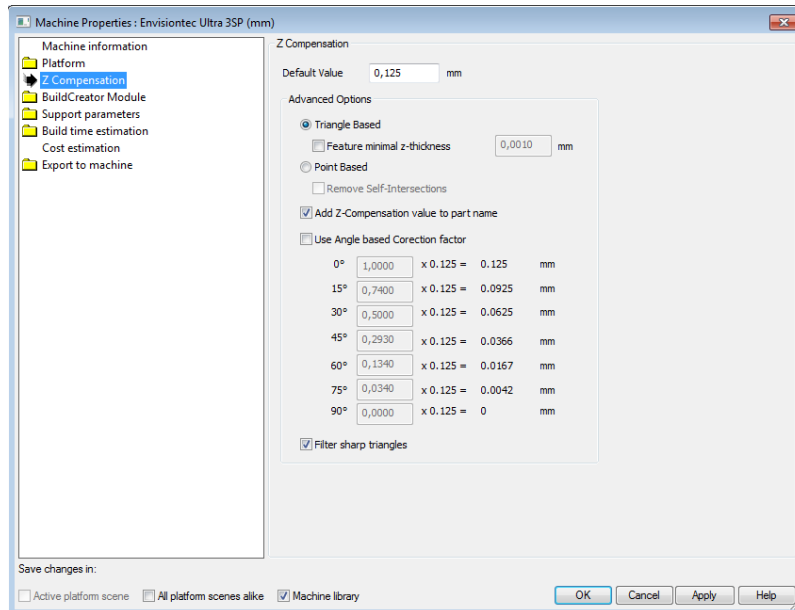 Machine Properties : Envisiontec Ultra 3SP (mm)
Machine information
Platform
Z Compensation
BuildCreator Module
Support parameters
Build time estimation
Cost estimation
Export to machine
Z Compensation
Default Value 0,125 mm
Advanced Options
Triangle Based
Feature minimal z-thickness 0,0010 mm
Point Based
Remove Self-Intersections
Add Z-Compensation value to part name
Use Angle based Corection factor
0° 1,0000 x 0.125 = 0.125 mm
15° 0,7400 x 0.125 = 0.0925 mm
30° 0,5000 x 0.125 = 0.0625 mm
45° 0,2930 x 0.125 = 0.0366 mm
60° 0,1340 x 0.125 = 0.0167 mm
75° 0,0340 x 0.125 = 0.0042 mm
90° 0,0000 x 0.125 = 0 mm
Filter sharp triangles
Save changes in:
Active platform scene All platform scenes alike Machine library OK Cancel Apply Help